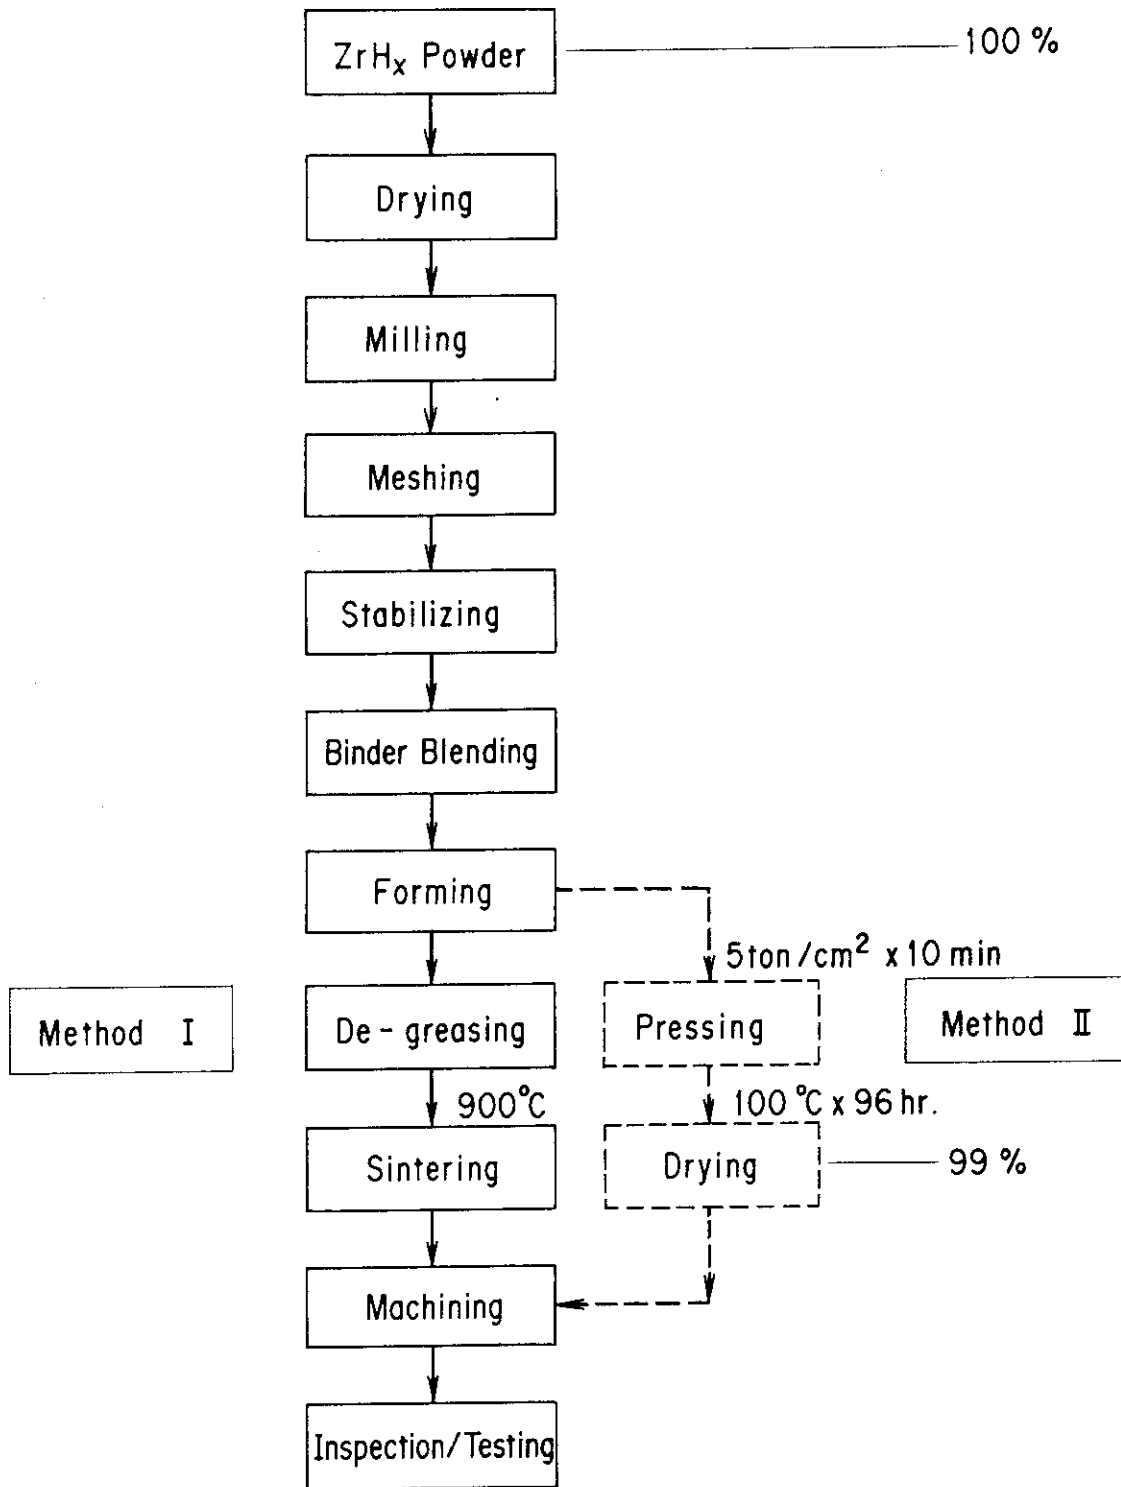 ZrHx Powder
100 %
Drying
Milling
Meshing
Stabilizing
Binder Blending
Forming
5ton/cm² x 10 min
Method I
De-greasing
Pressing
Method II
900°C
100 °C x 96 hr.
Sintering
Drying
99 %
Machining
Inspection/Testing